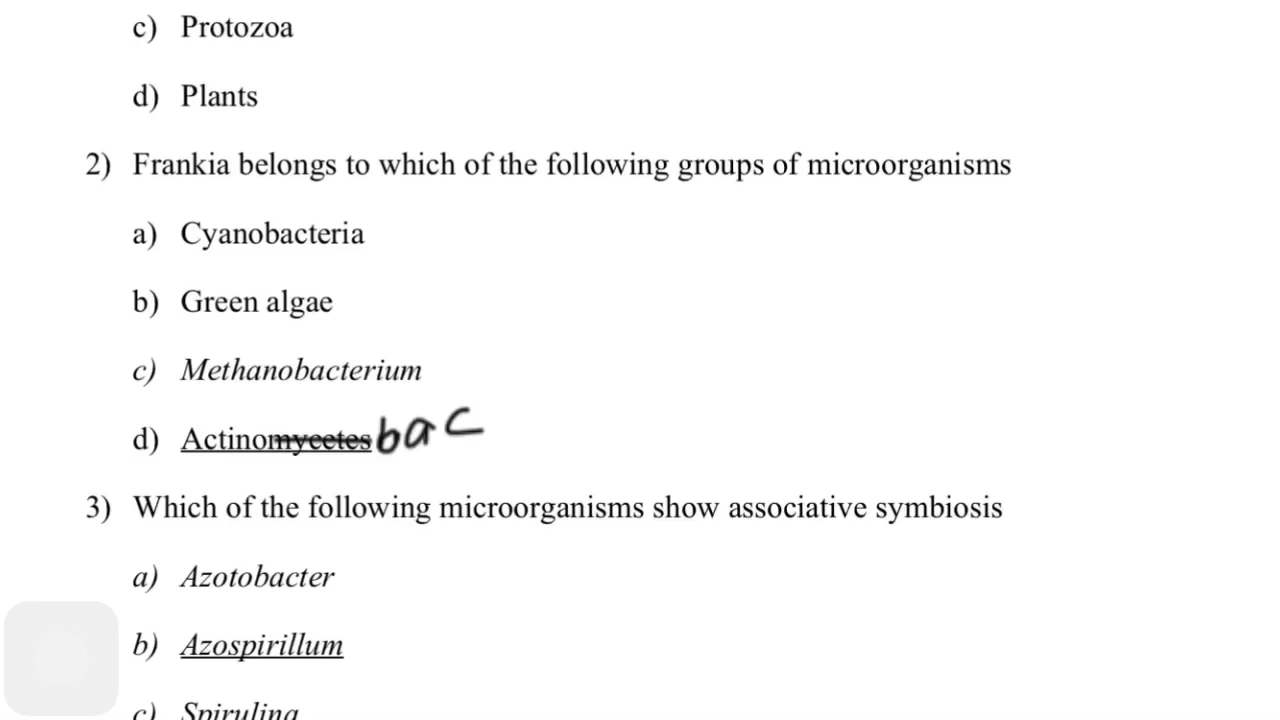 c) Protozoa
d) Plants
2) Frankia belongs to which of the following groups of microorganisms
a) Cyanobacteria
b) Green algae
c) Methanobacterium
d) Actinomycetes bac
3) Which of the following microorganisms show associative symbiosis
a) Azotobacter
b) Azospirillum
c) Spirulina